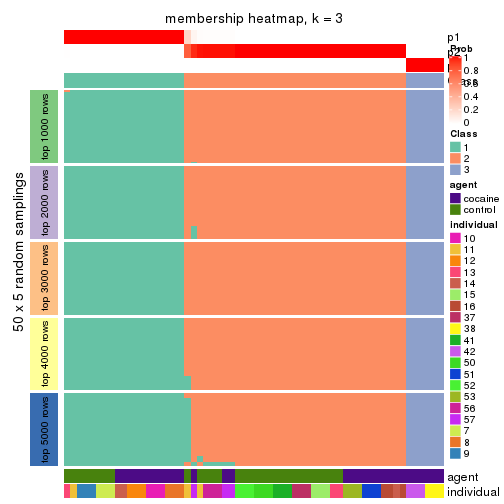 membership heatmap, k = 3
p1
p2
Prob
1
0.8
0.6
0.4
0.2
0
Class
1
2
3
agent
cocaine
control
individual
10
11
12
13
14
15
16
37
38
41
42
50
51
52
53
56
57
7
8
9
50 x 5 random samplings
top 1000 rows
top 2000 rows
top 3000 rows
top 4000 rows
top 5000 rows
agent
individual